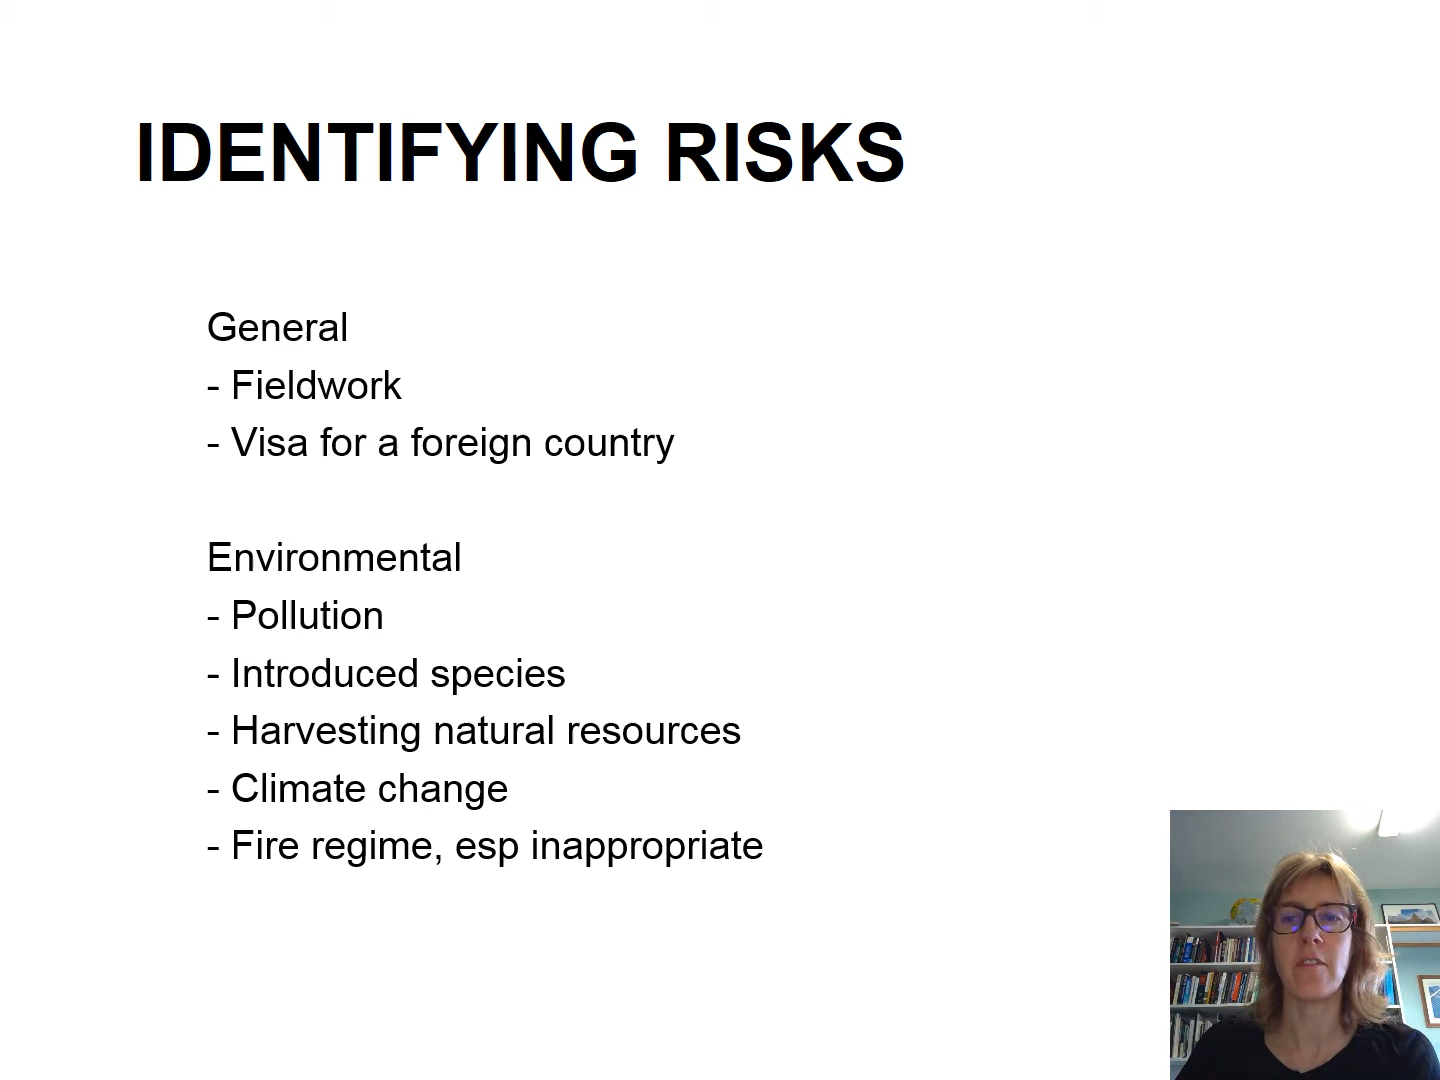 IDENTIFYING RISKS
General
- Fieldwork
- Visa for a foreign country
Environmental
- Pollution
- Introduced species
- Harvesting natural resources
- Climate change
- Fire regime, esp inappropriate